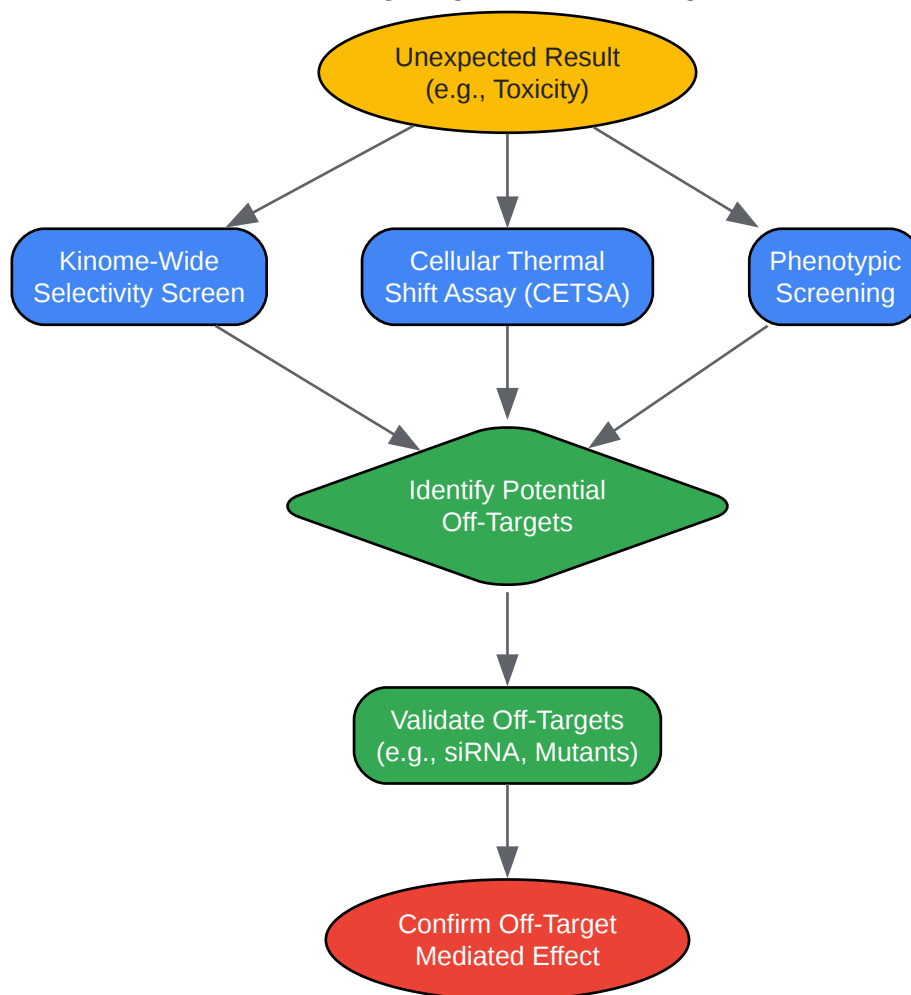 Unexpected Result
(e.g., Toxicity)
Kinome-Wide
Selectivity Screen
Cellular Thermal
Shift Assay (CETSA)
Phenotypic
Screening
Identify Potential
Off-Targets
Validate Off-Targets
(e.g., siRNA, Mutants)
Confirm Off-Target
Mediated Effect